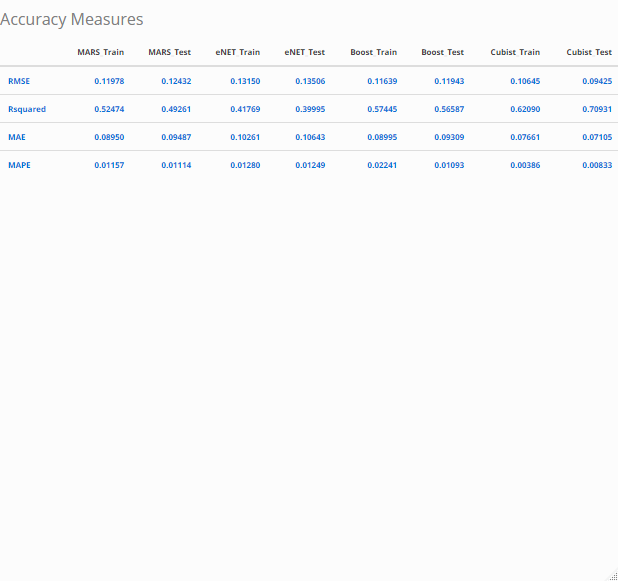 Accuracy Measures
MARS Train MARS Test eNET Train eNET Test Boost Train Boost Test Cubist Train Cubist Test
RMSE 0.11978 0.12432 0.13150 0.13506 0.11639 0.11943 0.10645 0.09425
Rsquared 0.52474 0.49261 0.41769 0.39995 0.57445 0.56587 0.62090 0.70931
MAE 0.08950 0.09487 0.10261 0.10643 0.08995 0.09309 0.07661 0.07105
MAPE 0.01157 0.01114 0.01280 0.01249 0.02241 0.01093 0.00386 0.00833